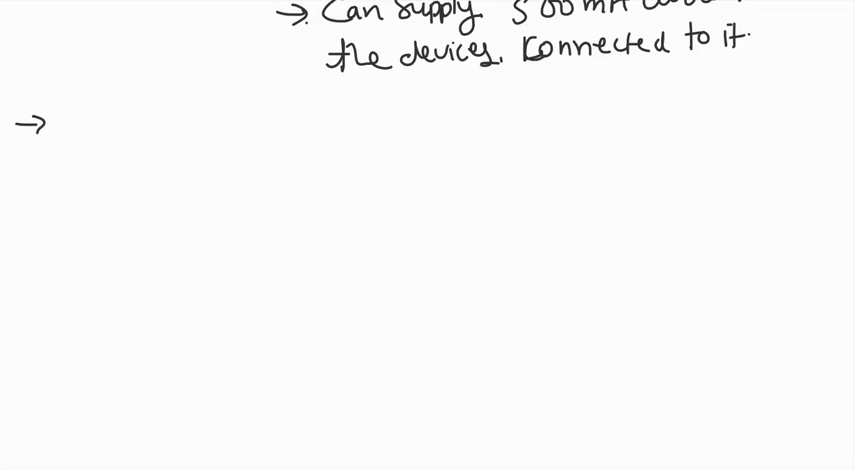 → Can supply 500mA
the devices. Connected to it.
→